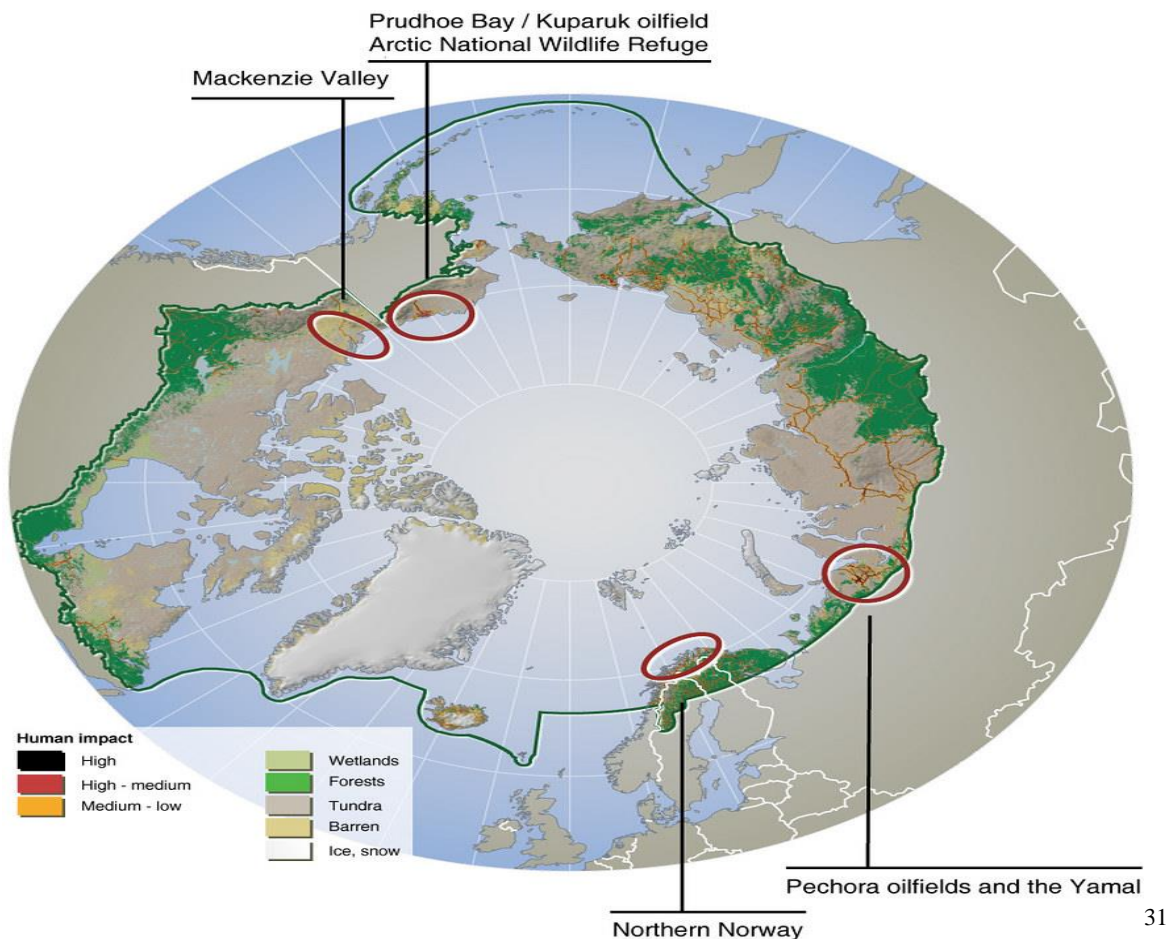 Prudhoe Bay / Kuparuk oilfield
Arctic National Wildlife Refuge
Mackenzie Valley
Human impact
High
High - medium
Medium - low
Wetlands
Forests
Tundra
Barren
Ice, snow
Pechora oilfields and the Yamal
Northern Norway
31